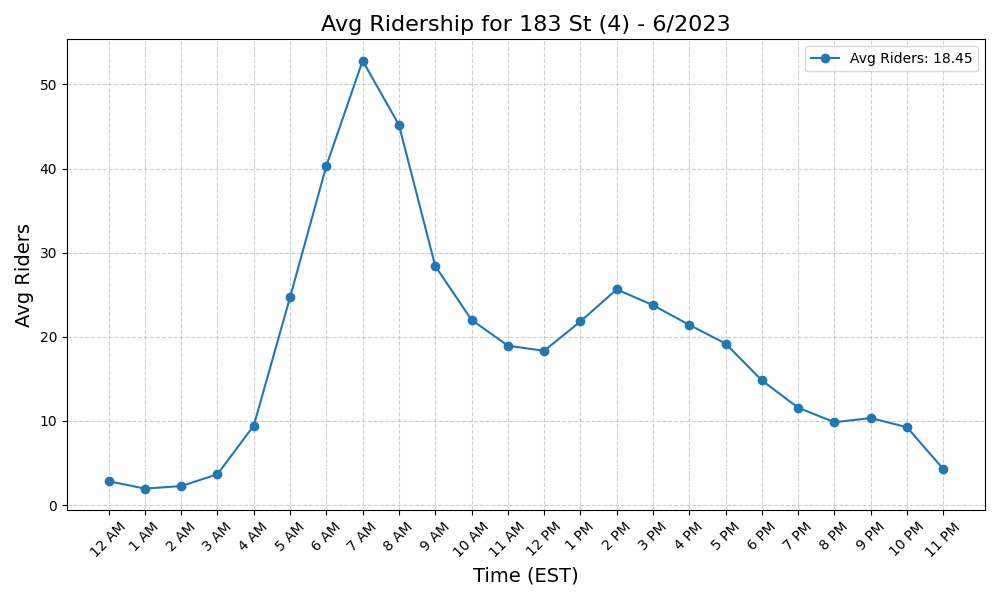 Avg Ridership for 183 St (4) - 6/2023
Avg Riders: 18.45
Avg Riders
50
40
30
20
10
0
12 AM
1 AM
2 AM
3 AM
4 AM
5 AM
6 AM
7 AM
8 AM
9 AM
10 AM
11 AM
12 PM
1 PM
2 PM
3 PM
4 PM
5 PM
6 PM
7 PM
8 PM
9 PM
10 PM
11 PM
Time (EST)